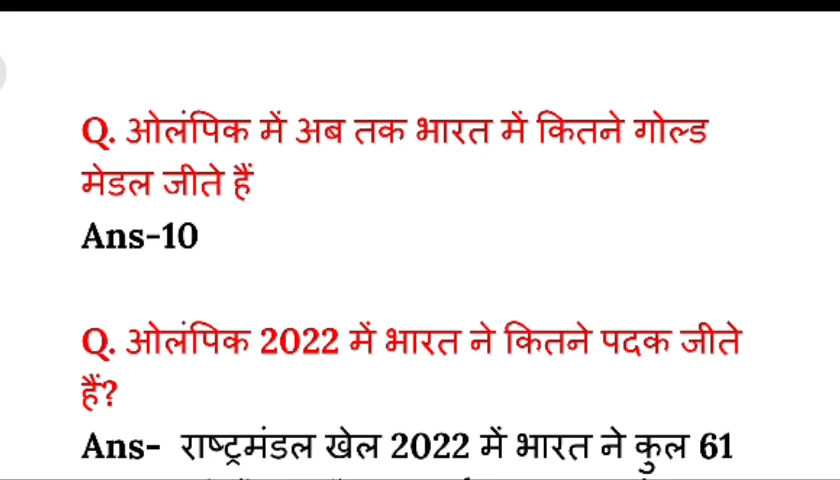 Q. ओलंपिक में अब तक भारत में कितने गोल्ड
मेडल जीते हैं
Ans-10
Q. ओलंपिक 2022 में भारत ने कितने पदक जीते
हैं?
Ans- राष्ट्रमंडल खेल 2022 में भारत ने कुल 61